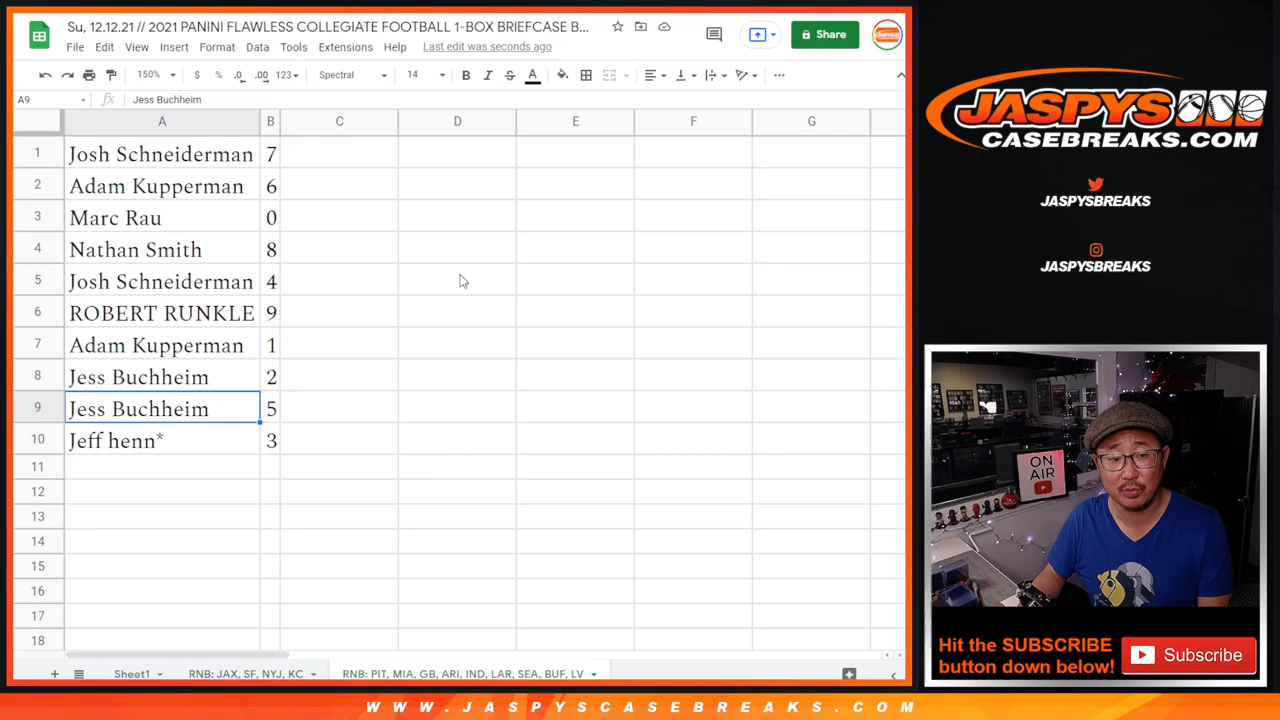 Su, 12.12.21 // 2021 PANINI FLAWLESS COLLEGIATE FOOTBALL 1-BOX BRIEFCASE B...
File Edit View Insert Format Data Tools Extensions Help Last edit was seconds ago
Share
150% $ % .0 .00 123 Spectral 14 B I S A
A9 fx Jess Buchheim
A B C D E F G
1 Josh Schneiderman 7
2 Adam Kupperman 6
3 Marc Rau 0
4 Nathan Smith 8
5 Josh Schneiderman 4
6 ROBERT RUNKLE 9
7 Adam Kupperman 1
8 Jess Buchheim 2
9 Jess Buchheim 5
10 Jeff henn* 3
11
12
13
14
15
16
17
18
Sheet1 RNB: JAX, SF, NYJ, KC RNB: PIT, MIA, GB, ARI, IND, LAR, SEA, BUF, LV
JASPYS
CASEBREAKS.COM
JASPYSBREAKS
JASPYSBREAKS
ON AIR
Hit the SUBSCRIBE
button down below!
Subscribe
WWW.JASPYSCASEBREAKS.COM